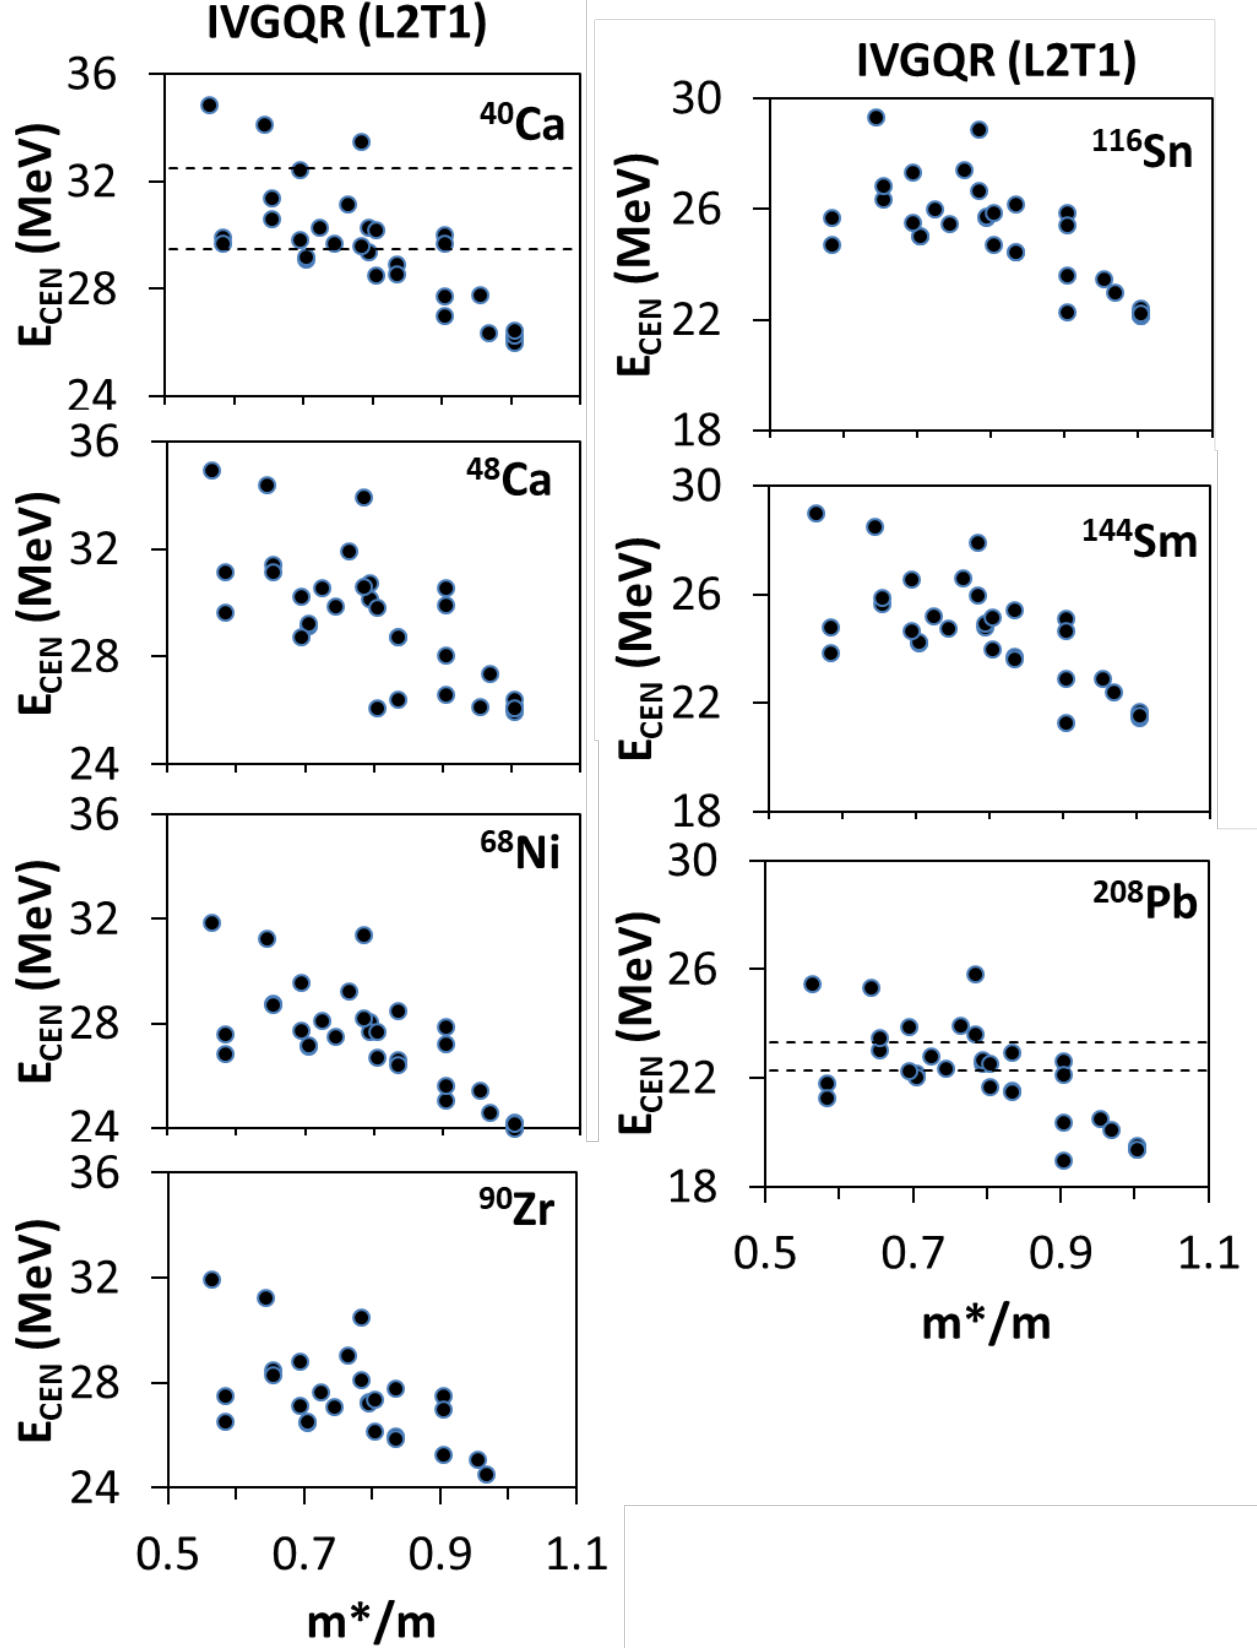 IVGQR (L2T1)
36
32
28
24
E_CEN (MeV)
⁴⁰Ca
36
32
28
24
E_CEN (MeV)
⁴⁸Ca
36
32
28
24
E_CEN (MeV)
⁶⁸Ni
36
32
28
24
E_CEN (MeV)
⁹⁰Zr
0.5 0.7 0.9 1.1
m*/m
IVGQR (L2T1)
30
26
22
18
E_CEN (MeV)
¹¹⁶Sn
30
26
22
18
E_CEN (MeV)
¹⁴⁴Sm
30
26
22
18
E_CEN (MeV)
²⁰⁸Pb
0.5 0.7 0.9 1.1
m*/m